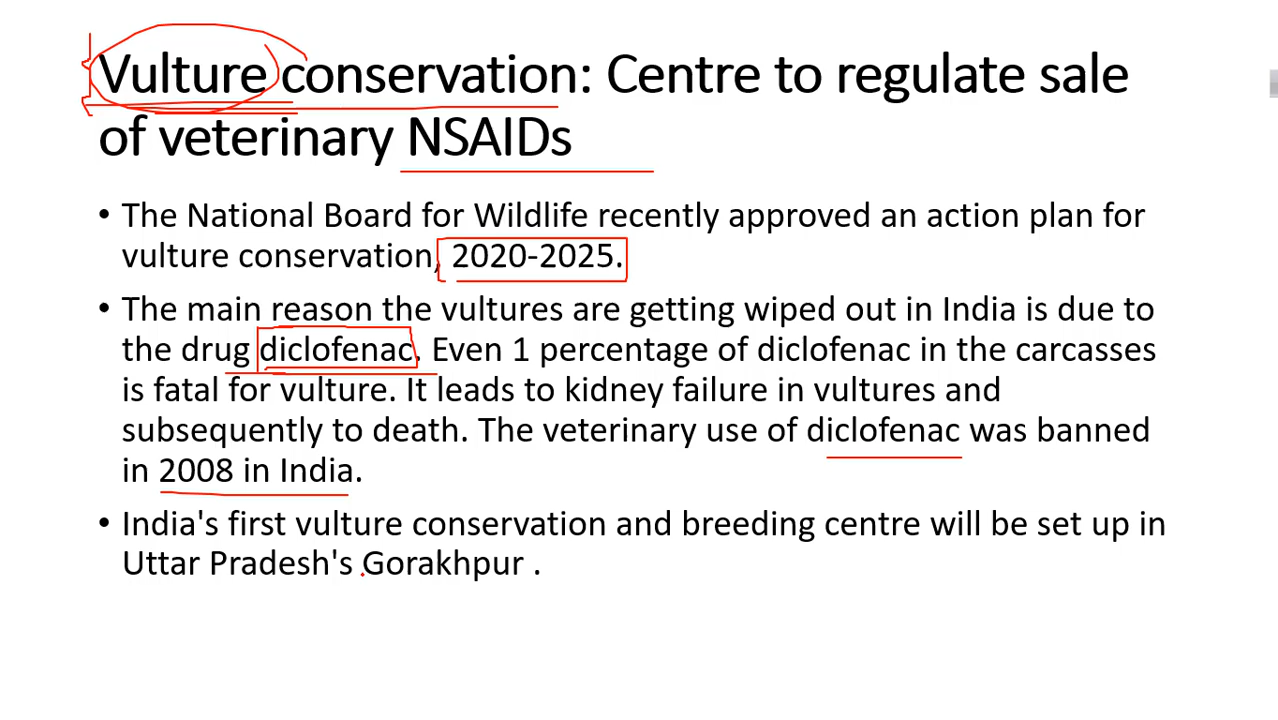 Vulture conservation: Centre to regulate sale
of veterinary NSAIDs
• The National Board for Wildlife recently approved an action plan for
vulture conservation, 2020-2025.
• The main reason the vultures are getting wiped out in India is due to
the drug diclofenac. Even 1 percentage of diclofenac in the carcasses
is fatal for vulture. It leads to kidney failure in vultures and
subsequently to death. The veterinary use of diclofenac was banned
in 2008 in India.
• India's first vulture conservation and breeding centre will be set up in
Uttar Pradesh's Gorakhpur .